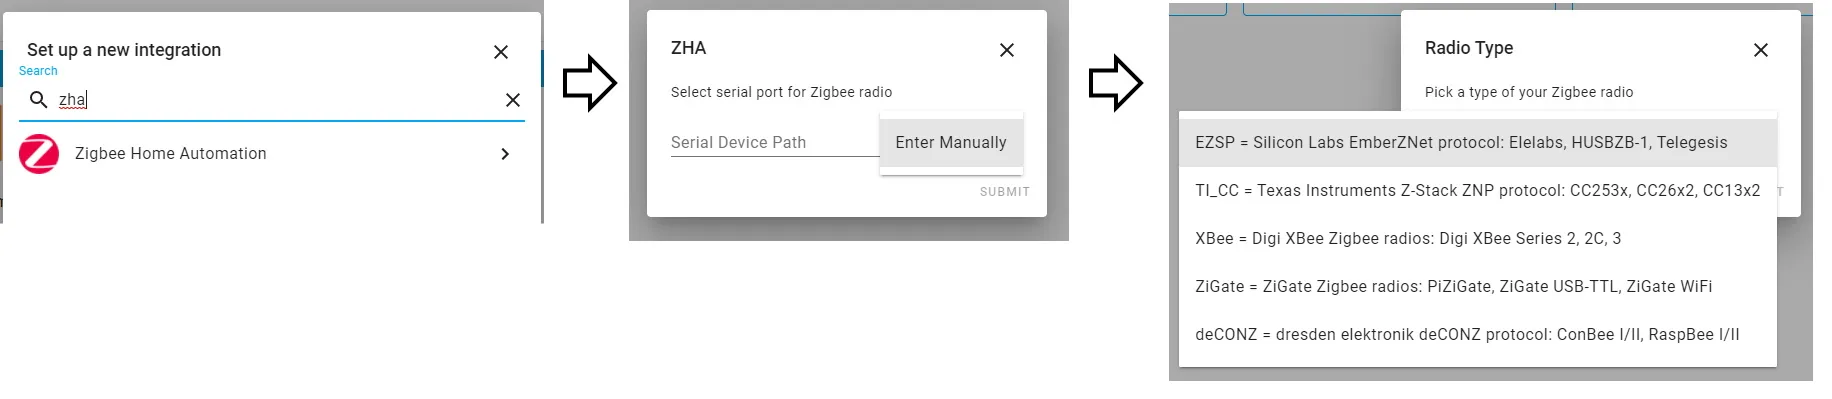 Set up a new integration
Search
zha
Zigbee Home Automation
ZHA
Select serial port for Zigbee radio
Serial Device Path
Enter Manually
SUBMIT
Radio Type
Pick a type of your Zigbee radio
EZSP = Silicon Labs EmberZNet protocol: Elelabs, HUSBZB-1, Telegesis
TI_CC = Texas Instruments Z-Stack ZNP protocol: CC253x, CC26x2, CC13x2
XBee = Digi XBee Zigbee radios: Digi XBee Series 2, 2C, 3
ZiGate = ZiGate Zigbee radios: PiZiGate, ZiGate USB-TTL, ZiGate WiFi
deCONZ = dresden elektronik deCONZ protocol: ConBee I/II, RaspBee I/II